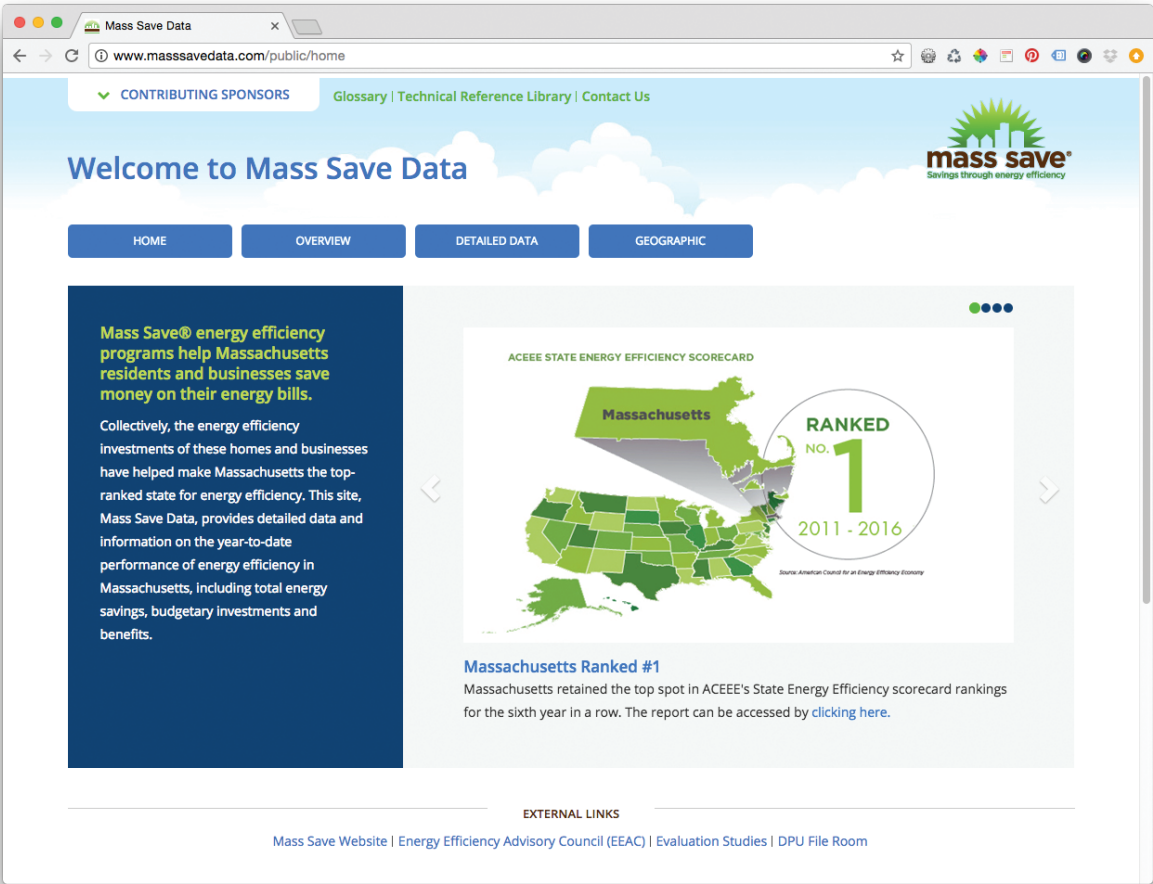 Mass Save Data
www.masssavedata.com/public/home
CONTRIBUTING SPONSORS
Glossary | Technical Reference Library | Contact Us
Welcome to Mass Save Data
mass save®
Savings through energy efficiency
HOME OVERVIEW DETAILED DATA GEOGRAPHIC
Mass Save® energy efficiency
programs help Massachusetts
residents and businesses save
money on their energy bills.
Collectively, the energy efficiency
investments of these homes and businesses
have helped make Massachusetts the top-
ranked state for energy efficiency. This site,
Mass Save Data, provides detailed data and
information on the year-to-date
performance of energy efficiency in
Massachusetts, including total energy
savings, budgetary investments and
benefits.
ACEEE STATE ENERGY EFFICIENCY SCORECARD
Massachusetts
RANKED
NO. 1
2011 - 2016
Source: American Council for an Energy Efficiency Economy
Massachusetts Ranked #1
Massachusetts retained the top spot in ACEEE's State Energy Efficiency scorecard rankings
for the sixth year in a row. The report can be accessed by clicking here.
EXTERNAL LINKS
Mass Save Website | Energy Efficiency Advisory Council (EEAC) | Evaluation Studies | DPU File Room